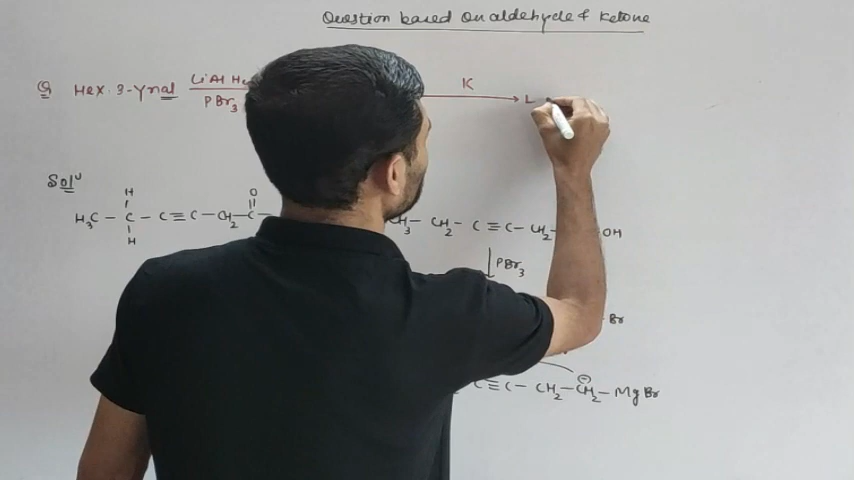 Question based on aldehyde & Ketone
Q Hex-3-Ynal LiAlH₄ K L
PBr₃
Solⁿ
H O
H₃C - C - C ≡ C - CH₂ - C CH₃ - CH₂ - C ≡ C - CH₂ OH
H
PBr₃
Br
C ≡ C - CH₂ - CH₂ - MgBr